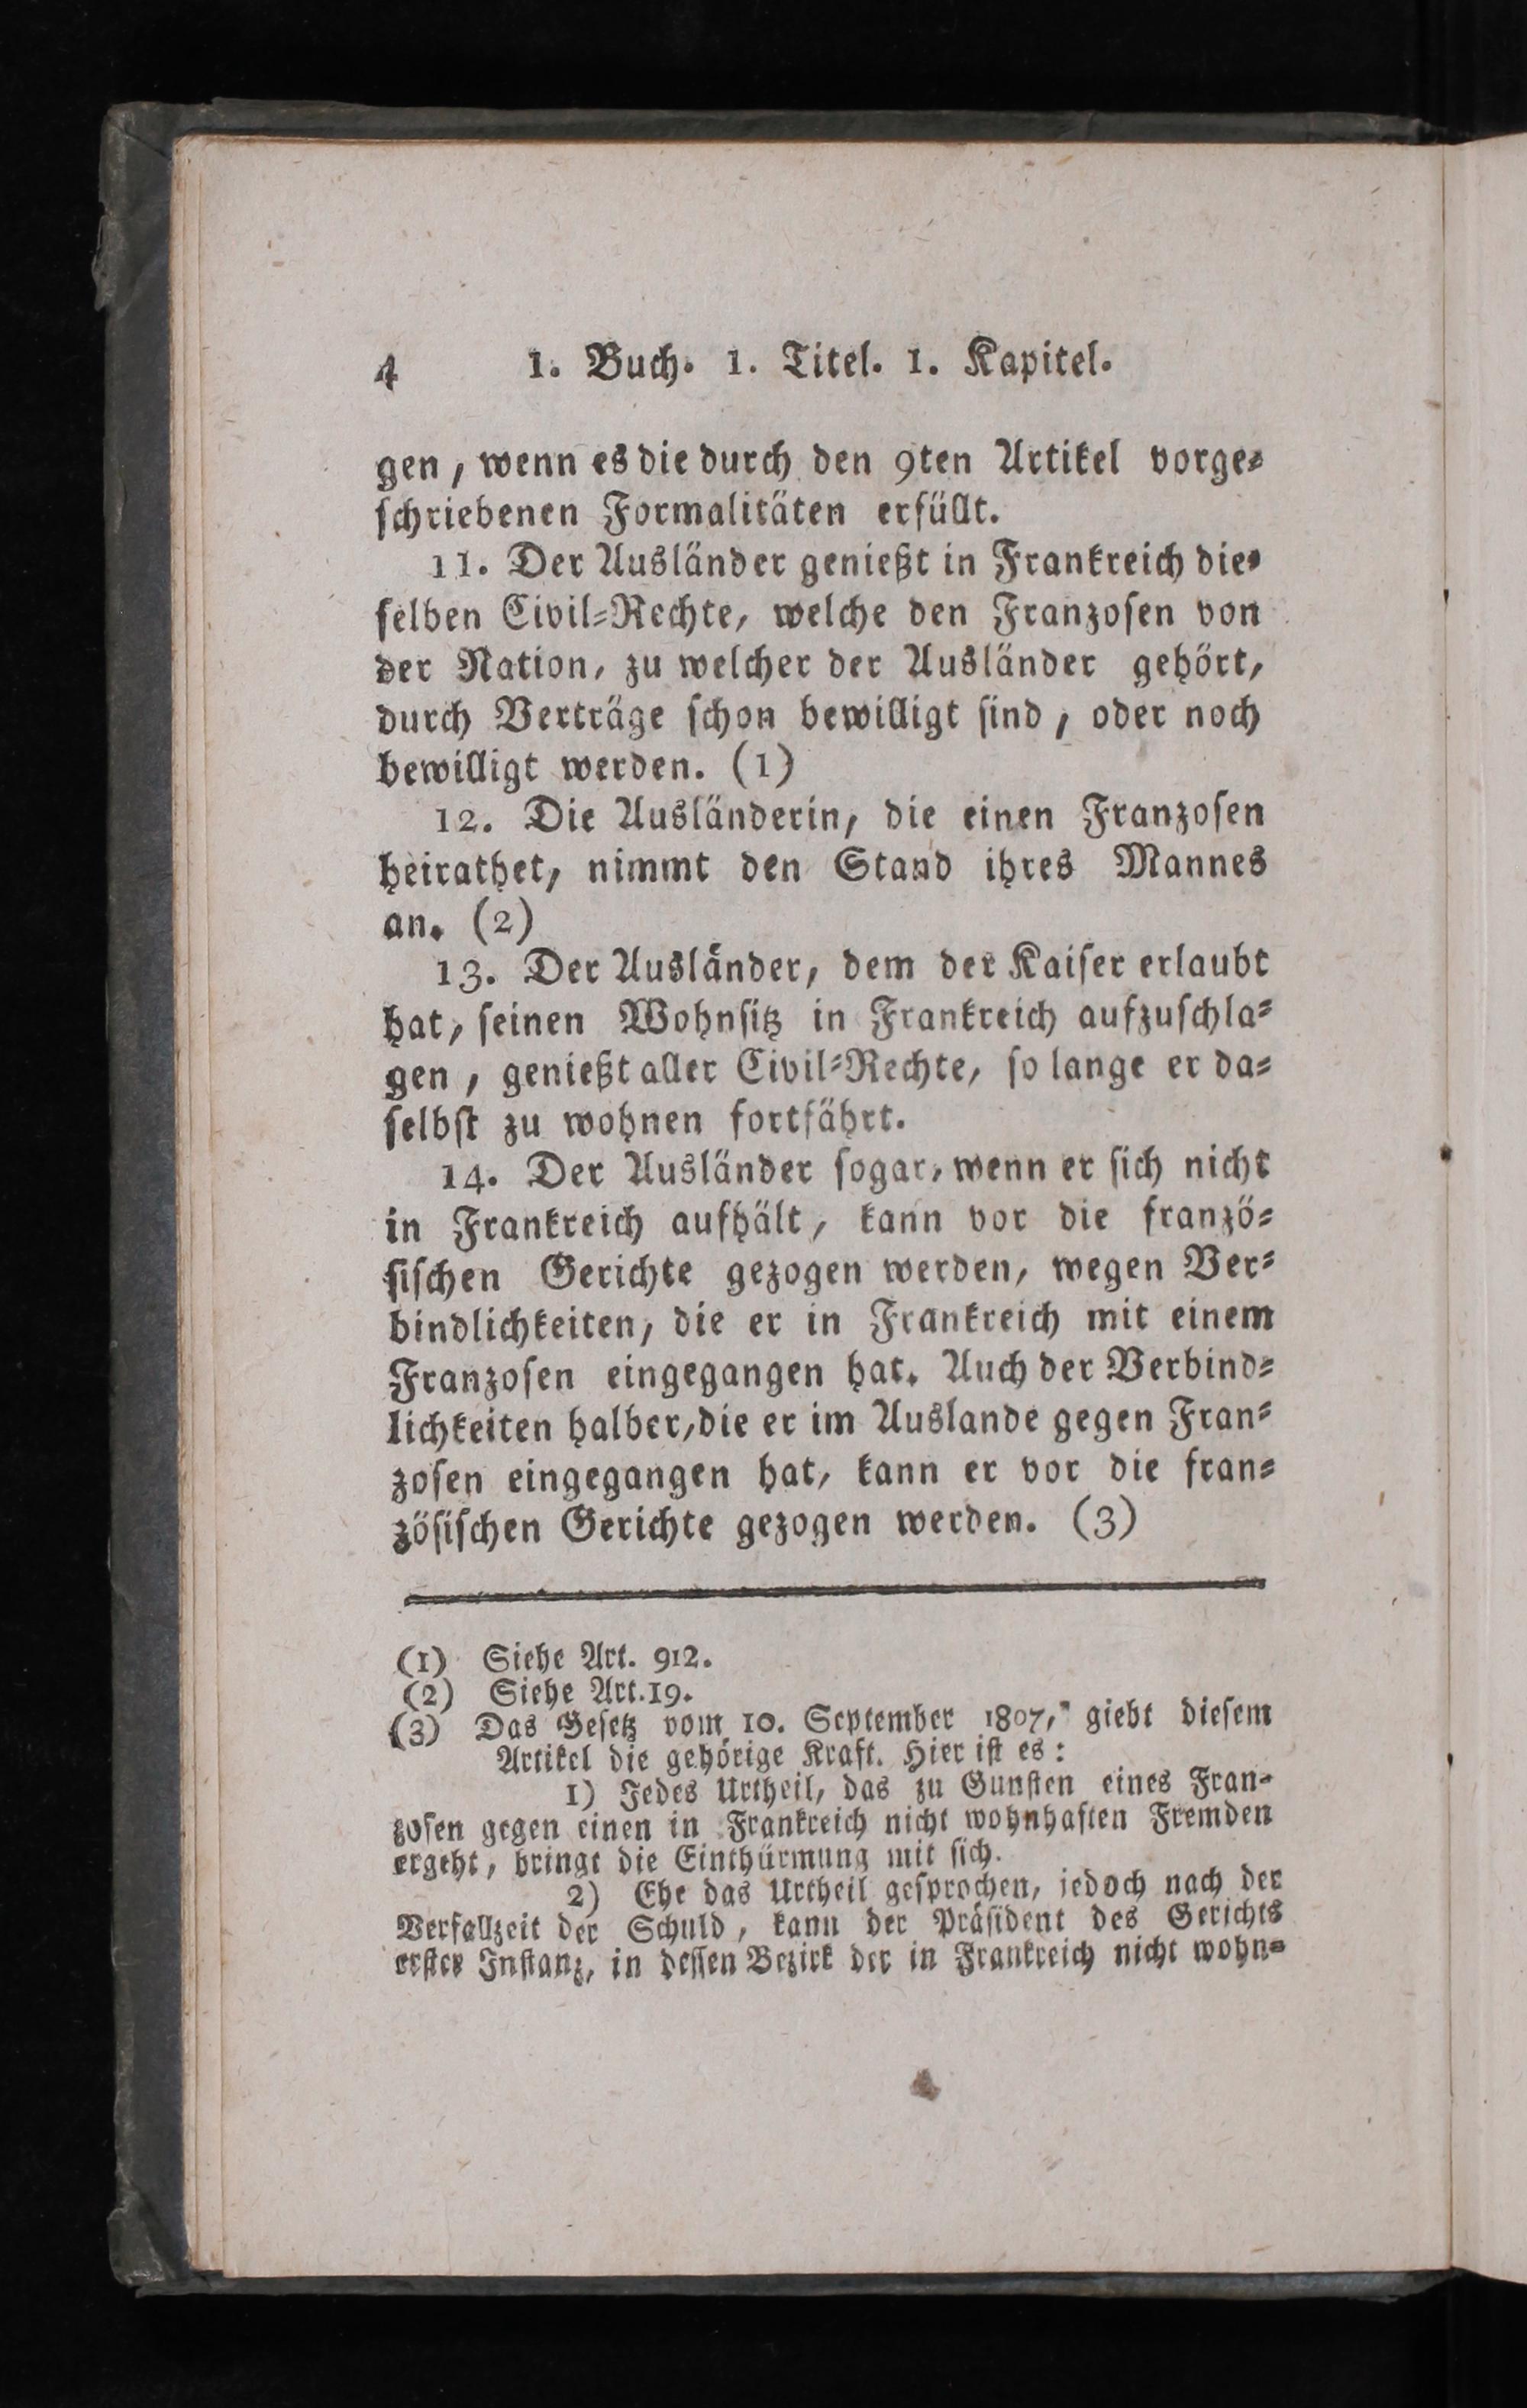 4 1. Buch. 1. Titel. 1. Kapitel.
gen, wenn es die durch den 9ten Artikel vorge-
schriebenen Formalitäten erfüllt.
11. Der Ausländer genießt in Frankreich die-
selben Civil-Rechte, welche den Franzosen von
der Nation, zu welcher der Ausländer gehört,
durch Verträge schon bewilligt sind, oder noch
bewilligt werden. (1)
12. Die Ausländerin, die einen Franzosen
heirathet, nimmt den Stand ihres Mannes
an. (2)
13. Der Ausländer, dem der Kaiser erlaubt
hat, seinen Wohnsitz in Frankreich aufzuschla-
gen, genießt aller Civil-Rechte, so lange er da-
selbst zu wohnen fortfährt.
14. Der Ausländer sogar, wenn er sich nicht
in Frankreich aufhält, kann vor die franzö-
sischen Gerichte gezogen werden, wegen Ver-
bindlichkeiten, die er in Frankreich mit einem
Franzosen eingegangen hat. Auch der Verbind-
lichkeiten halber, die er im Auslande gegen Fran-
zosen eingegangen hat, kann er vor die fran-
zösischen Gerichte gezogen werden. (3)
(1) Siehe Art. 912.
(2) Siehe Art. 19.
(3) Das Gesetz vom 10. September 1807, giebt diesem
Artikel die gehörige Kraft. Hier ist es:
1) Jedes Urtheil, das zu Gunsten eines Fran-
zosen gegen einen in Frankreich nicht wohnhaften Fremden
ergeht, bringt die Einthürmung mit sich.
2) Ehe das Urtheil gesprochen, jedoch nach der
Verfallzeit der Schuld, kann der Präsident des Gerichts
erster Instanz, in dessen Bezirk der in Frankreich nicht wohn-